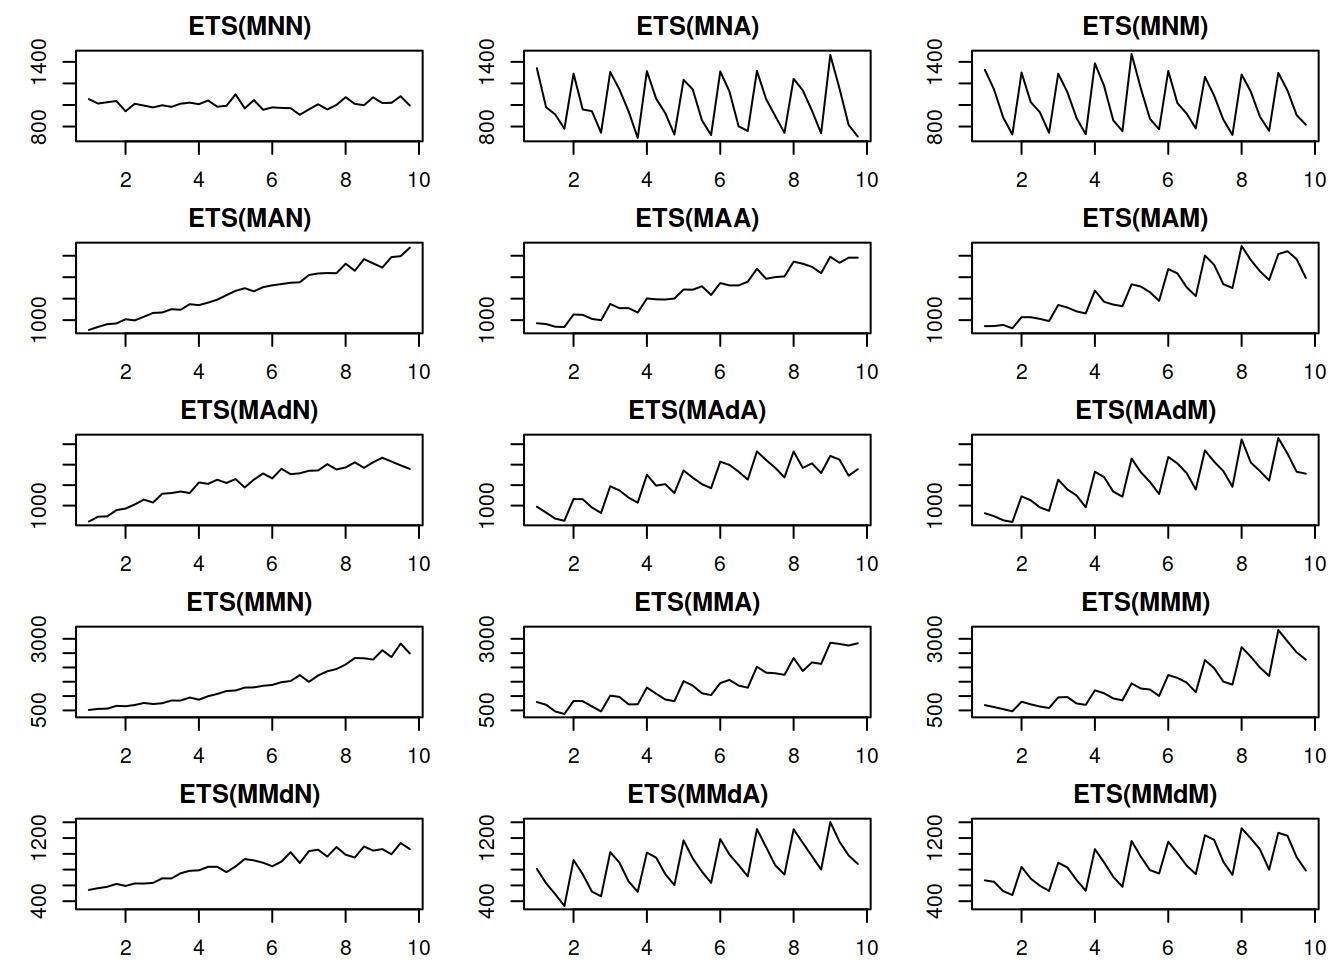 ETS(MNN) ETS(MNA) ETS(MNM)
800 1400 800 1400 800 1400
2 4 6 8 10 2 4 6 8 10 2 4 6 8 10
ETS(MAN) ETS(MAA) ETS(MAM)
1000 1000 1000
2 4 6 8 10 2 4 6 8 10 2 4 6 8 10
ETS(MAdN) ETS(MAdA) ETS(MAdM)
1000 1000 1000
2 4 6 8 10 2 4 6 8 10 2 4 6 8 10
ETS(MMN) ETS(MMA) ETS(MMM)
500 3000 500 3000 500 3000
2 4 6 8 10 2 4 6 8 10 2 4 6 8 10
ETS(MMdN) ETS(MMdA) ETS(MMdM)
400 1200 400 1200 400 1200
2 4 6 8 10 2 4 6 8 10 2 4 6 8 10